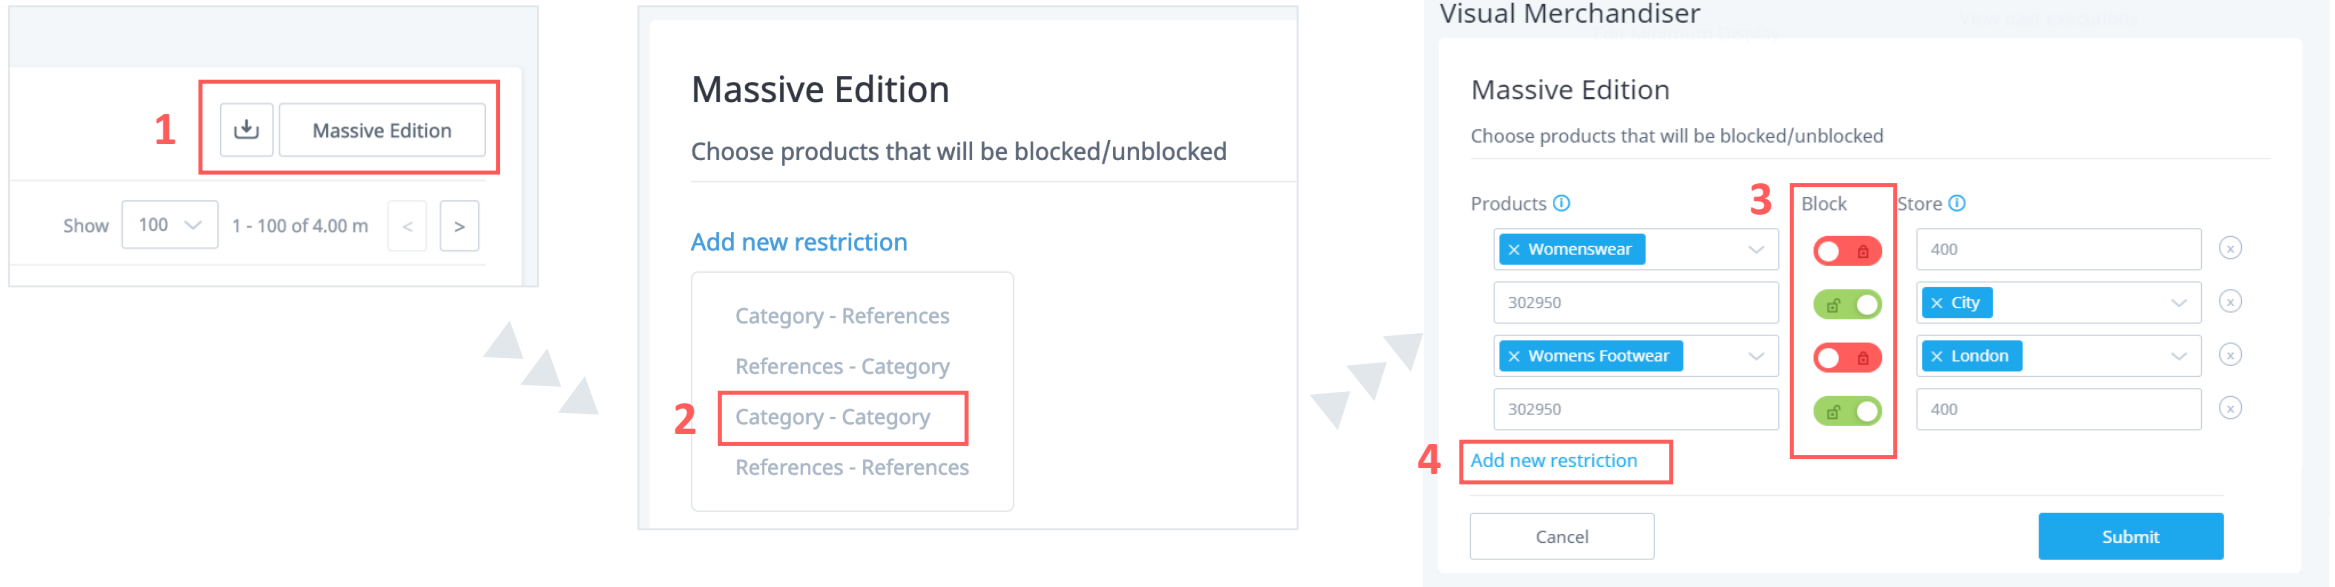 1
Massive Edition
Show 100 1 - 100 of 4.00 m < >
Massive Edition
Choose products that will be blocked/unblocked
Add new restriction
Category - References
References - Category
2 Category - Category
References - References
Visual Merchandiser
Massive Edition
Choose products that will be blocked/unblocked
Products 3 Block Store
× Womenswear 400
302950 × City
× Womens Footwear × London
302950 400
4 Add new restriction
Cancel Submit